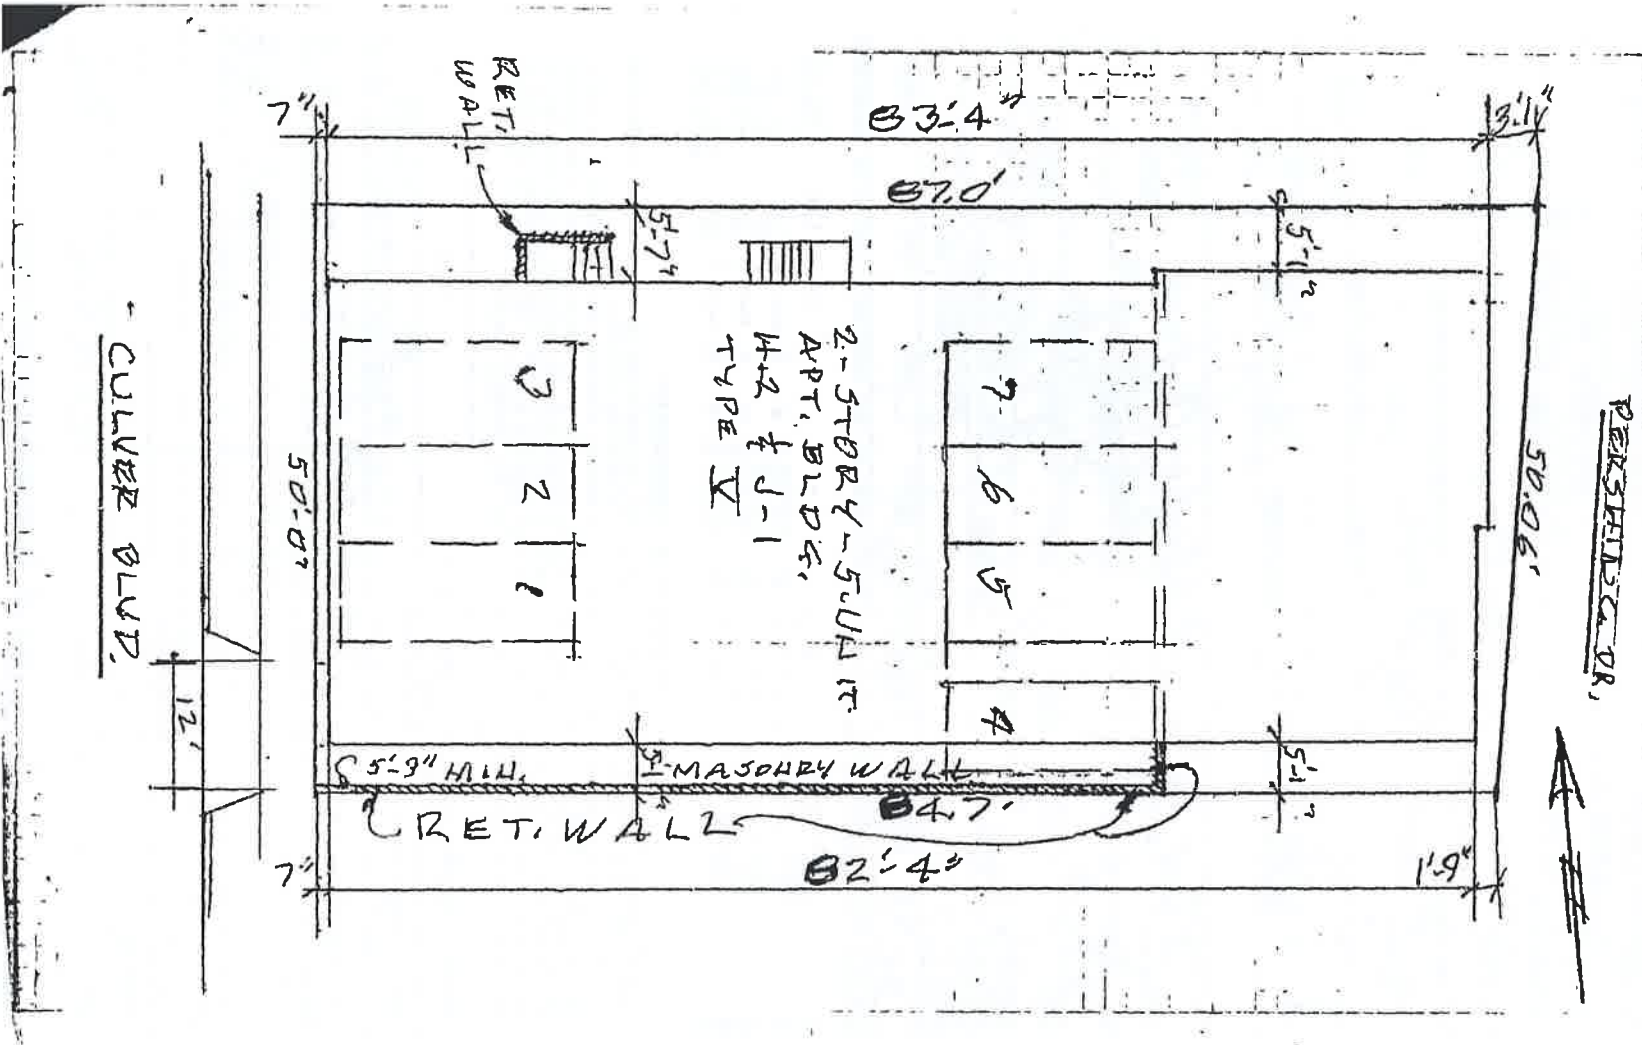 RET.
WALL
7"
83'-4"
3'-1"
87.0'
5'-7"
5'-1"
2-STORY-5-UNIT
APT. BLDG.
H-2 & J-1
TYPE V
3
2
1
7
6
5
4
50'-0"
50.06'
PERSHING DR.
CULVER BLVD.
12'
5'-9" MIN.
MASONRY WALL
5'-1"
84.7'
RET. WALL
7"
82'-4"
1'-9"